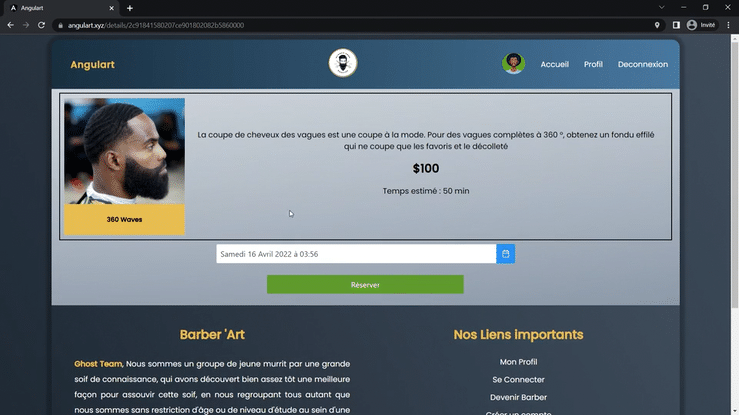 Angulart
angulart.xyz/details/2c91841580207ce901802082b5860000
Invité
Angulart
Accueil
Profil
Deconnexion
La coupe de cheveux des vagues est une coupe à la mode. Pour des vagues complètes à 360 °, obtenez un fondu effilé
qui ne coupe que les favoris et le décolleté
$100
Temps estimé : 50 min
360 Waves
Samedi 16 Avril 2022 à 03:56
Réserver
Barber 'Art
Ghost Team, Nous sommes un groupe de jeune murrit par une grande
soif de connaissance, qui avons découvert bien assez tôt une meilleure
façon pour assouvir cette soif, en nous regroupant tous autant que
nous sommes sans restriction d'âge ou de niveau d'étude au sein d'une
Nos Liens importants
Mon Profil
Se Connecter
Devenir Barber
Créer un compte